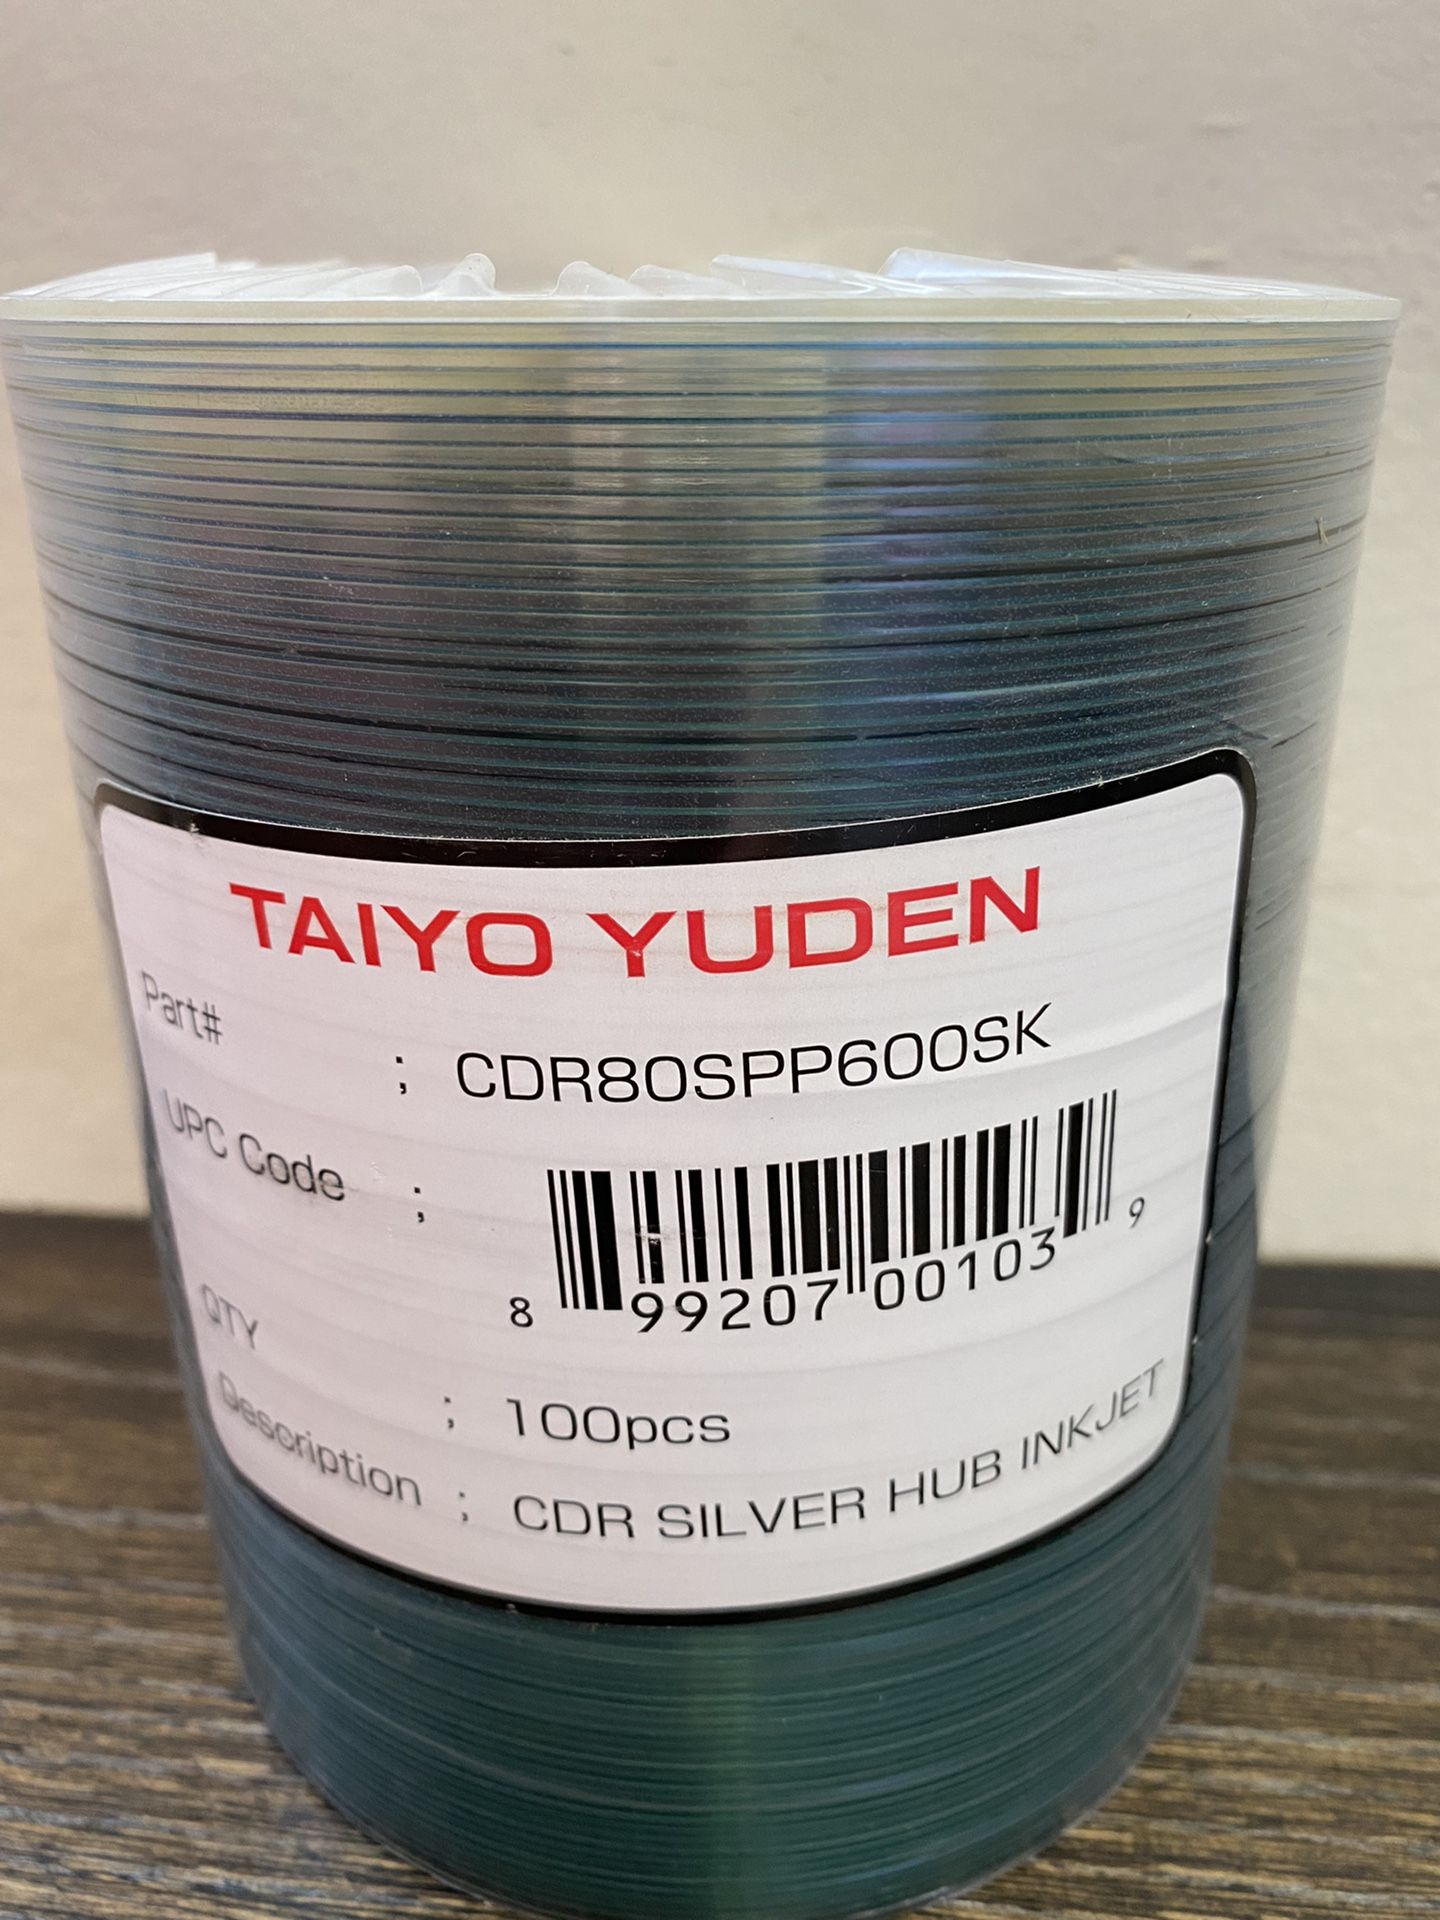 TAIYO YUDEN
Part# ; CDR80SPP600SK
UPC Code ;
8 99207 00103 9
QTY ; 100pcs
Description ; CDR SILVER HUB INKJET